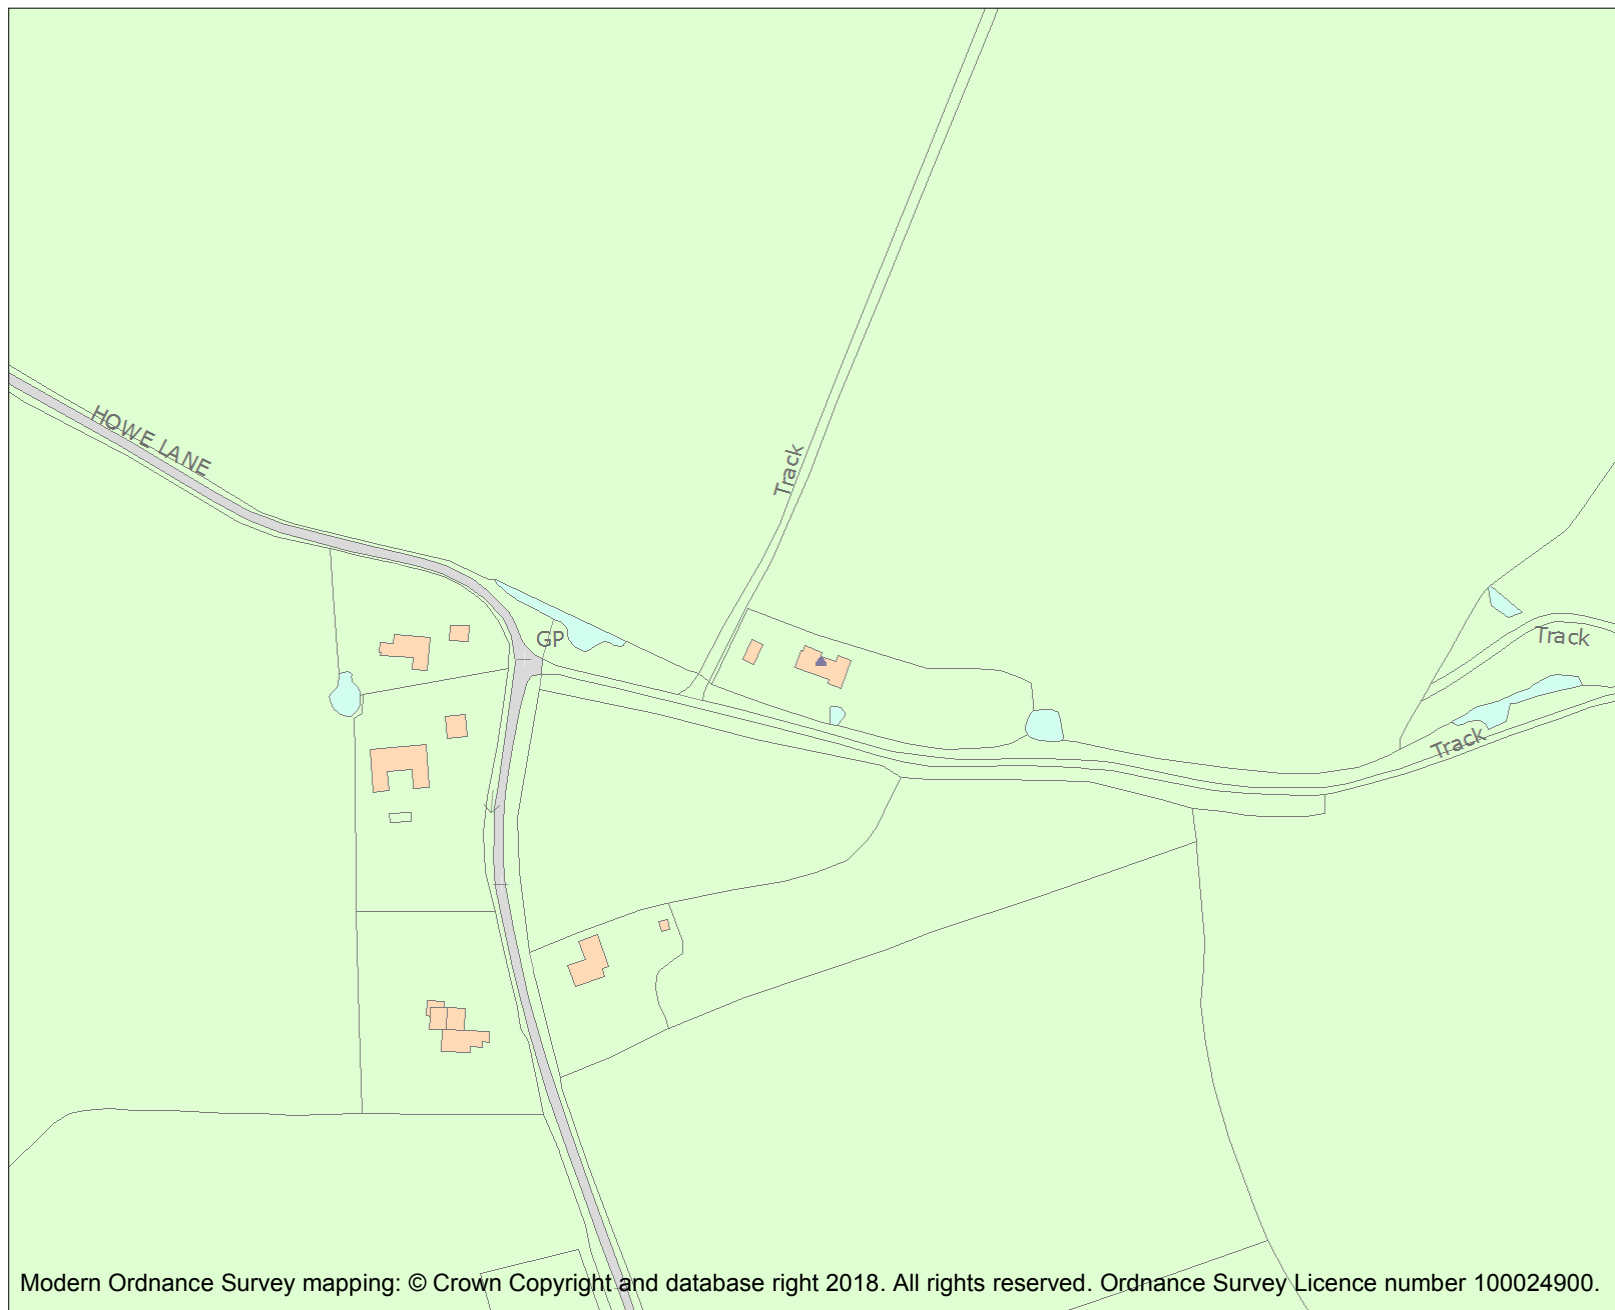 HOWE LANE
Track
GP
Track
Track
Modern Ordnance Survey mapping: © Crown Copyright and database right 2018. All rights reserved. Ordnance Survey Licence number 100024900.